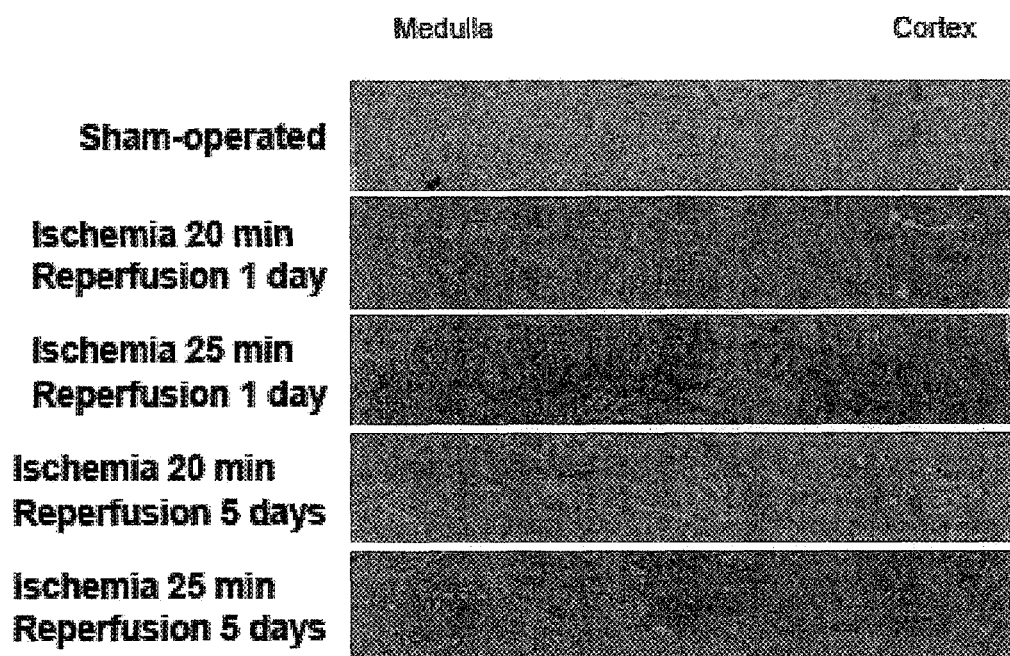 Medulla
Cortex
Sham-operated
Ischemia 20 min
Reperfusion 1 day
Ischemia 25 min
Reperfusion 1 day
Ischemia 20 min
Reperfusion 5 days
Ischemia 25 min
Reperfusion 5 days